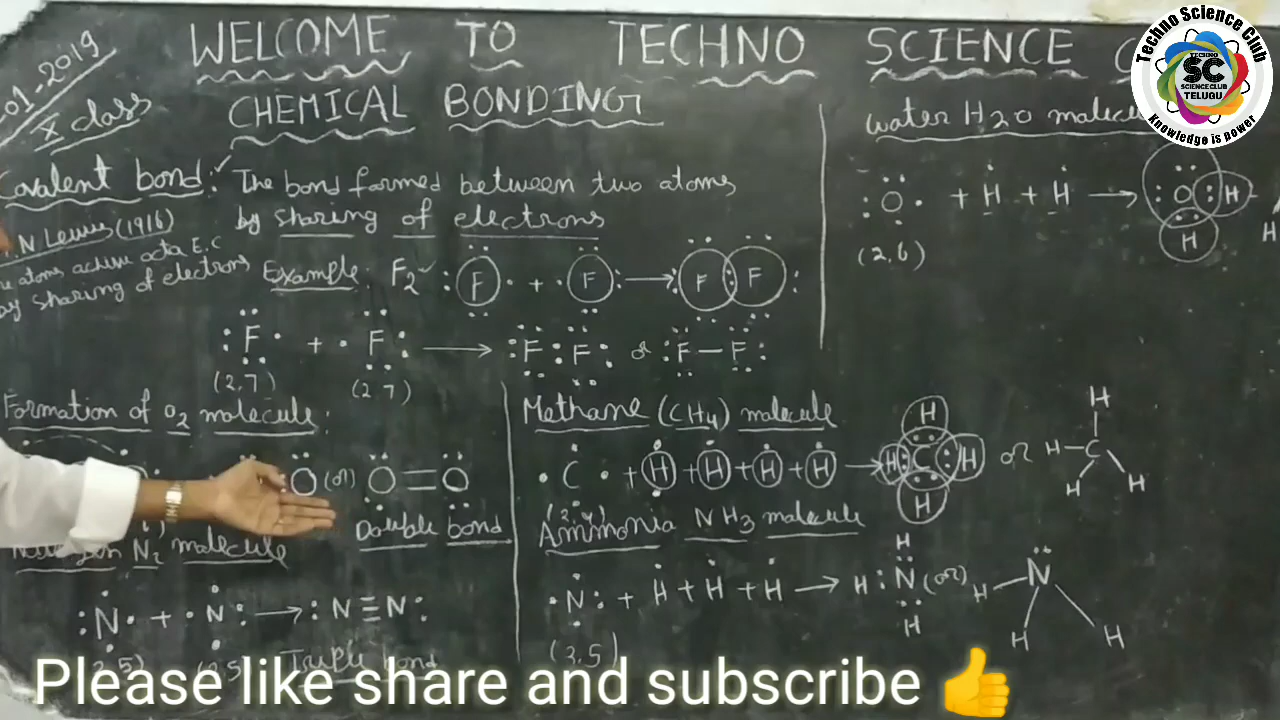 WELCOME TO TECHNO SCIENCE C
01-2019
X class
CHEMICAL BONDING
Covalent bond: The bond formed between two atoms
by sharing of electrons
N Lewis (1916)
atoms achive octa E.C
by sharing of electrons
Example: F2
F + F → F F
F + F → F F or F — F
(2,7) (2 7)
Formation of O2 molecule:
O (or) O = O
Double bond
N2 molecule
N + N → N ≡ N
Triple bond
water H2O molecu
O + H + H → O H
H
(2,6)
H
Methane (CH4) molecule
C + H + H + H + H → H C H or
H
H
H
H C
H H
Ammonia NH3 molecule
N + H + H + H → H N (or) H N
H
H
H H
Techno Science Club
TECHNO
SC
SCIENCE CLUB
TELUGU
Knowledge is power
Please like share and subscribe 👍